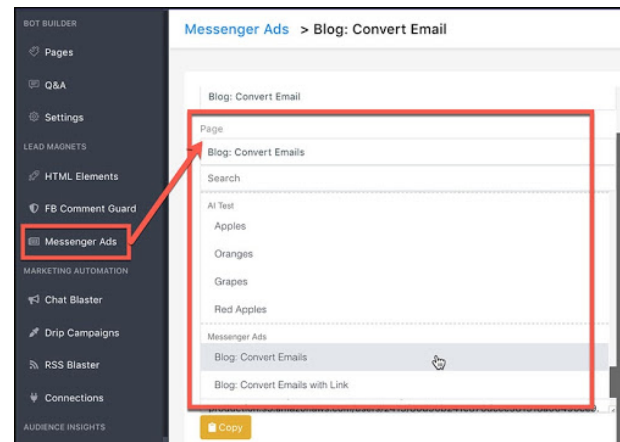 BOT BUILDER
Pages
Q&A
Settings
LEAD MAGNETS
HTML Elements
FB Comment Guard
Messenger Ads
MARKETING AUTOMATION
Chat Blaster
Drip Campaigns
RSS Blaster
Connections
AUDIENCE INSIGHTS
Messenger Ads > Blog: Convert Email
Blog: Convert Email
Page
Blog: Convert Emails
Search
AI Test
Apples
Oranges
Grapes
Red Apples
Messenger Ads
Blog: Convert Emails
Blog: Convert Emails with Link
Copy